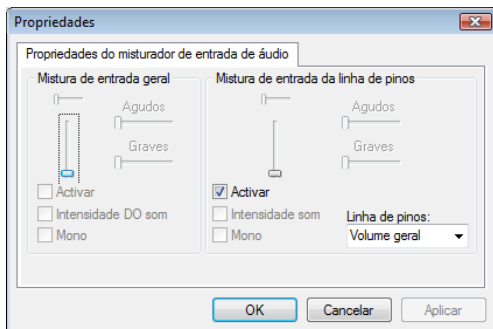 Propriedades
Propriedades do misturador de entrada de áudio
Mistura de entrada geral
Agudos
Graves
Activar
Intensidade DO som
Mono
Mistura de entrada da linha de pinos
Agudos
Graves
Activar
Intensidade som
Mono
Linha de pinos:
Volume geral
OK
Cancelar
Aplicar